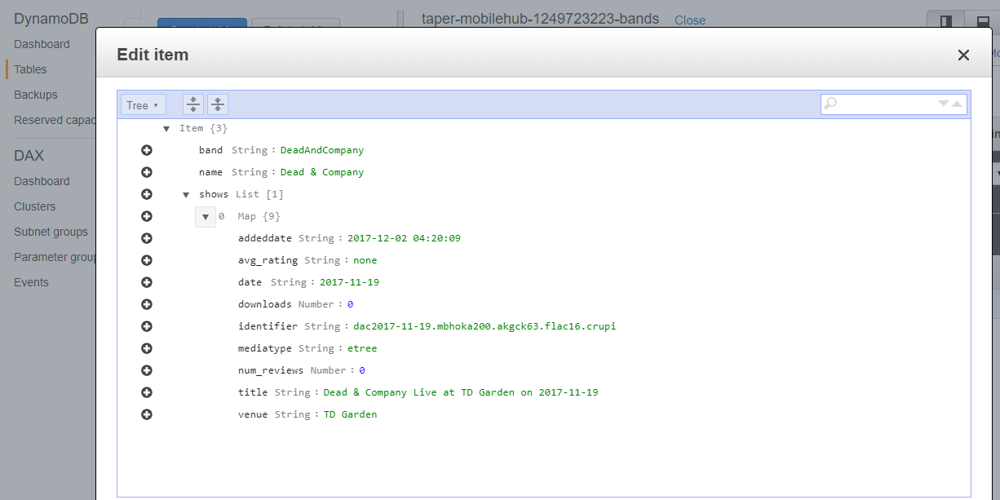 DynamoDB
Dashboard
Tables
Backups
Reserved capac
DAX
Dashboard
Clusters
Subnet groups
Parameter group
Events
taper-mobilehub-1249723223-bands Close
Edit item
Tree
Item {3}
band String : DeadAndCompany
name String : Dead & Company
shows List [1]
0 Map {9}
addeddate String : 2017-12-02 04:20:09
avg_rating String : none
date String : 2017-11-19
downloads Number : 0
identifier String : dac2017-11-19.mbhoka200.akgck63.flac16.crupi
mediatype String : etree
num_reviews Number : 0
title String : Dead & Company Live at TD Garden on 2017-11-19
venue String : TD Garden